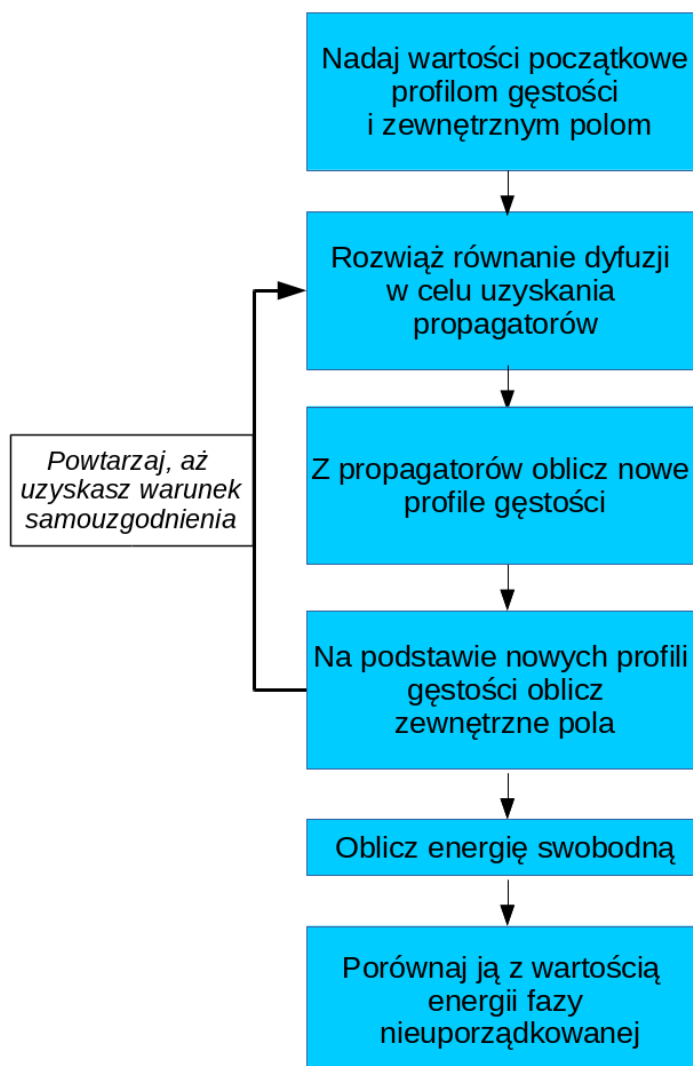 Nadaj wartości początkowe
profilom gęstości
i zewnętrznym polom
Rozwiąż równanie dyfuzji
w celu uzyskania
propagatorów
Powtarzaj, aż
uzyskasz warunek
samouzgodnienia
Z propagatorów oblicz nowe
profile gęstości
Na podstawie nowych profili
gęstości oblicz
zewnętrzne pola
Oblicz energię swobodną
Porównaj ją z wartością
energii fazy
nieuporządkowanej